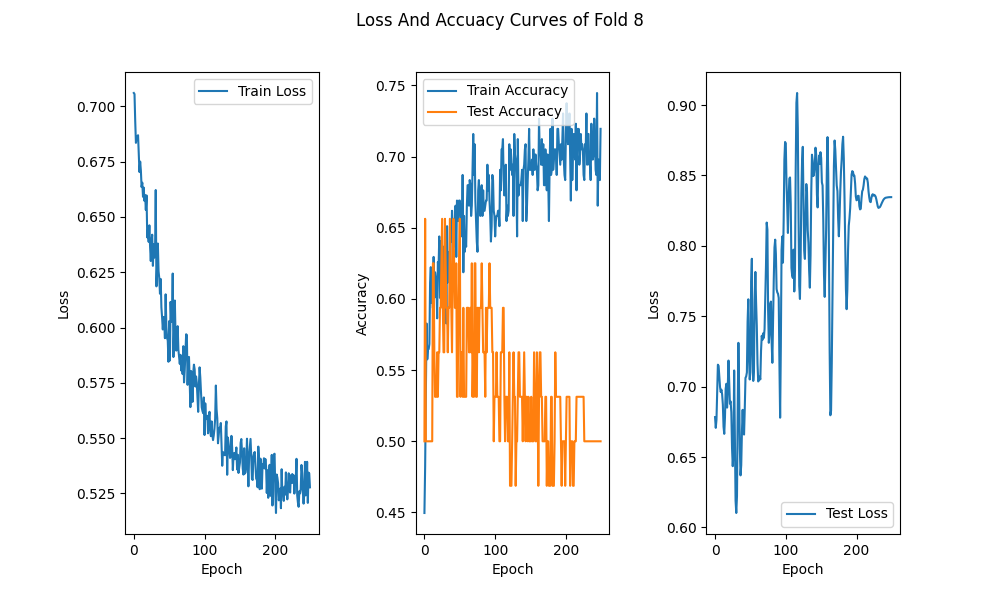 Loss And Accuacy Curves of Fold 8
Train Loss
0.700
0.675
0.650
0.625
0.600
0.575
0.550
0.525
Loss
0
100
200
Epoch
Train Accuracy
Test Accuracy
0.75
0.70
0.65
0.60
0.55
0.50
0.45
Accuracy
0
100
200
Epoch
0.90
0.85
0.80
0.75
0.70
0.65
0.60
Loss
Test Loss
0
100
200
Epoch